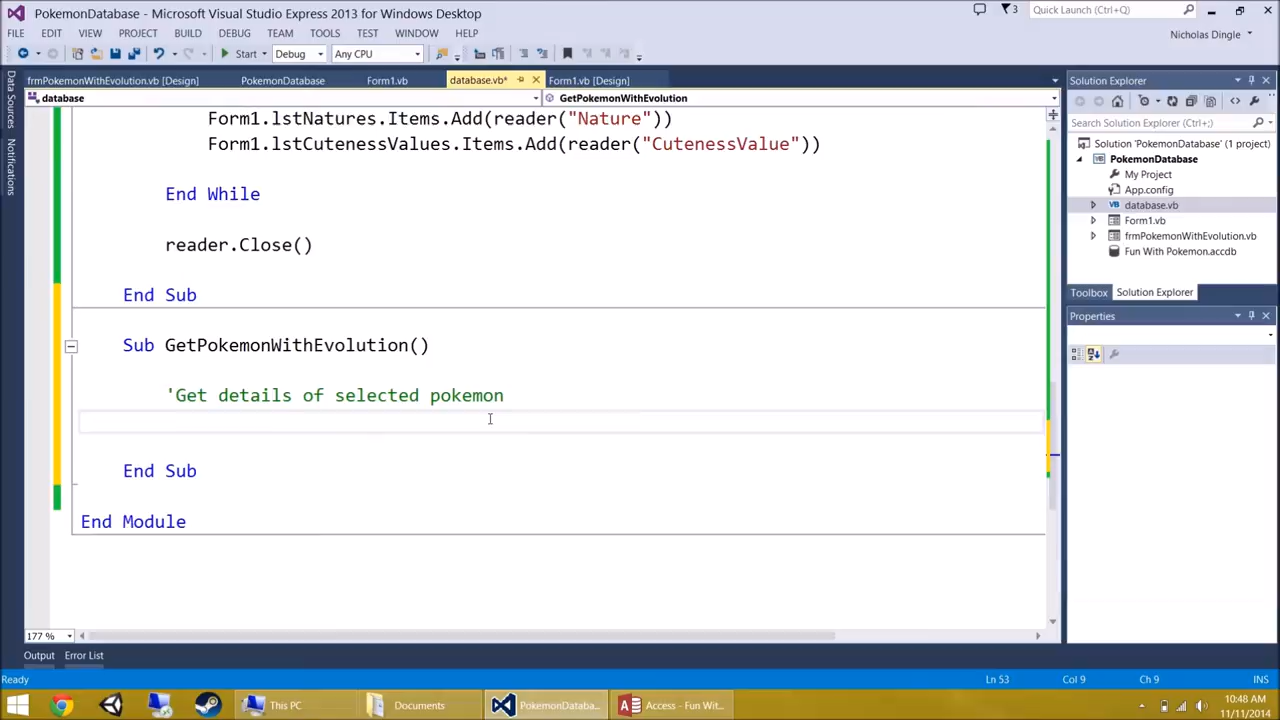 PokemonDatabase - Microsoft Visual Studio Express 2013 for Windows Desktop
3
Quick Launch (Ctrl+Q)
FILE EDIT VIEW PROJECT BUILD DEBUG TEAM TOOLS TEST WINDOW HELP
Nicholas Dingle
Start Debug Any CPU
frmPokemonWithEvolution.vb [Design] PokemonDatabase Form1.vb database.vb* Form1.vb [Design]
database GetPokemonWithEvolution
Data Sources
Notifications
Form1.lstNatures.Items.Add(reader("Nature"))
Form1.lstCutenessValues.Items.Add(reader("CutenessValue"))
End While
reader.Close()
End Sub
Sub GetPokemonWithEvolution()
'Get details of selected pokemon
End Sub
End Module
177 %
Solution Explorer
Search Solution Explorer (Ctrl+;)
Solution 'PokemonDatabase' (1 project)
VB PokemonDatabase
My Project
App.config
VB database.vb
Form1.vb
frmPokemonWithEvolution.vb
Fun With Pokemon.accdb
Toolbox Solution Explorer
Properties
Output Error List
Ready Ln 53 Col 9 Ch 9 INS
This PC Documents PokemonDataba... Access - Fun Wit...
10:48 AM
11/11/2014